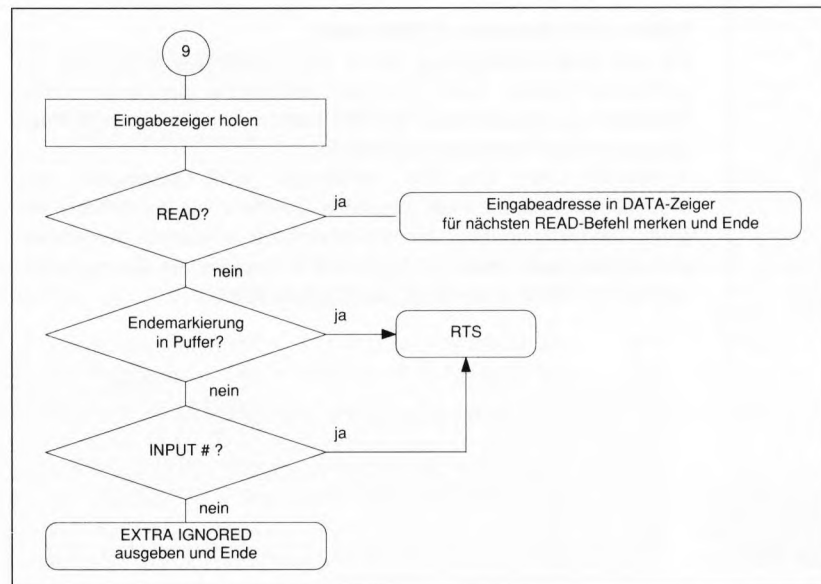 9
Eingabezeiger holen
READ?
ja
Eingabeadresse in DATA-Zeiger
für nächsten READ-Befehl merken und Ende
nein
Endemarkierung
in Puffer?
ja
RTS
nein
INPUT # ?
ja
nein
EXTRA IGNORED
ausgeben und Ende